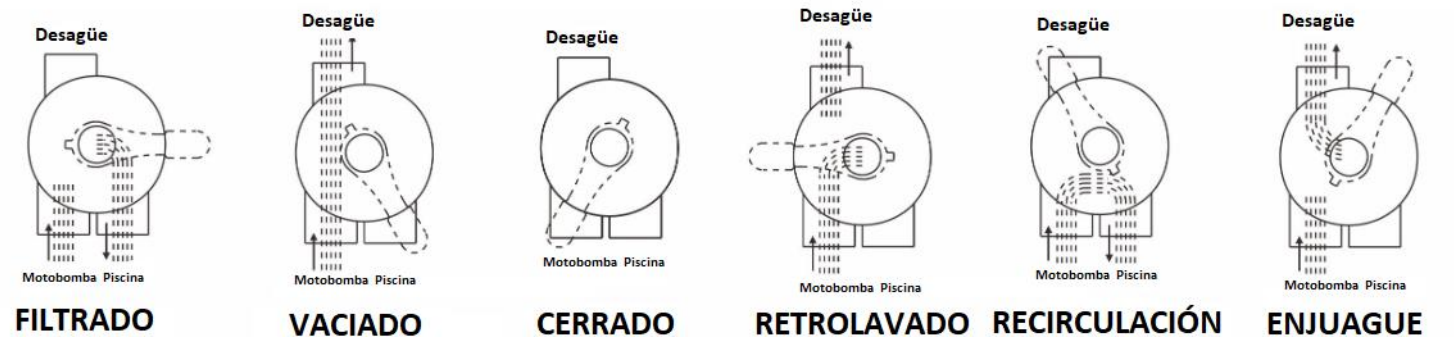 Desagüe
Motobomba Piscina
FILTRADO
Desagüe
Motobomba Piscina
VACIADO
Desagüe
Motobomba Piscina
CERRADO
Desagüe
Motobomba Piscina
RETROLAVADO
Desagüe
Motobomba Piscina
RECIRCULACIÓN
Desagüe
Motobomba Piscina
ENJUAGUE